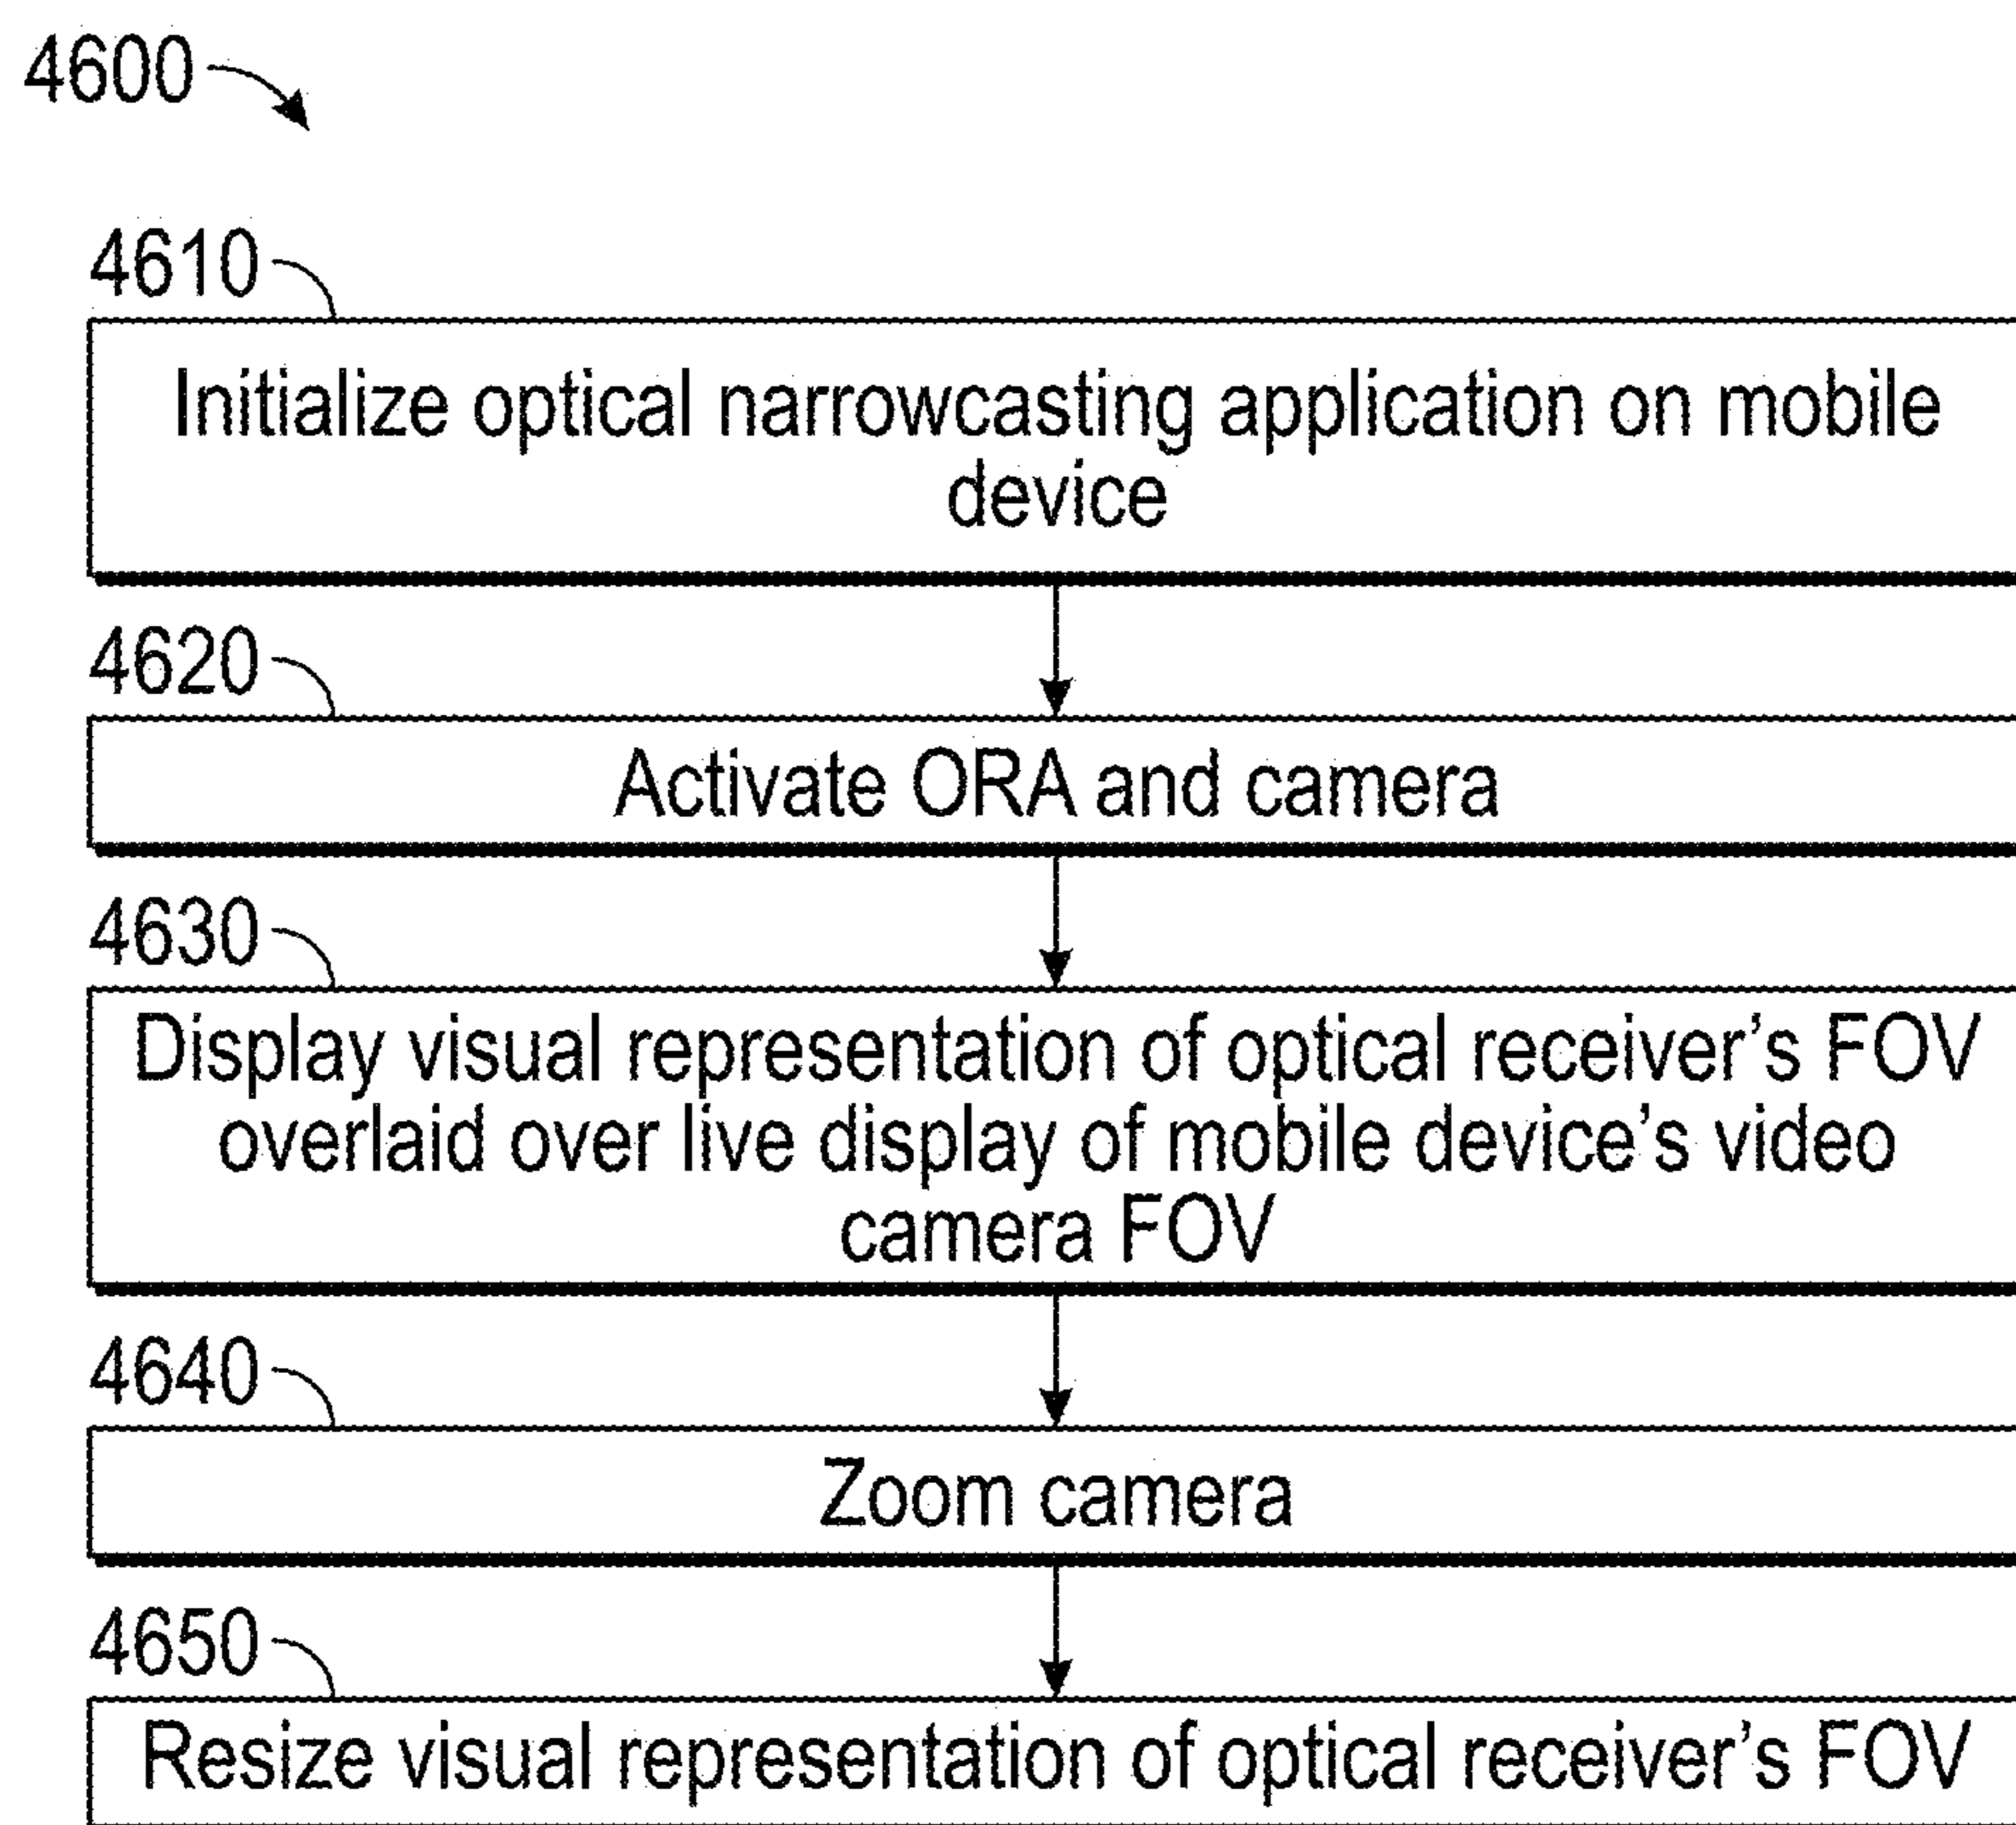 4600
4610
Initialize optical narrowcasting application on mobile
device
4620
Activate ORA and camera
4630
Display visual representation of optical receiver’s FOV
overlaid over live display of mobile device’s video
camera FOV
4640
Zoom camera
4650
Resize visual representation of optical receiver’s FOV